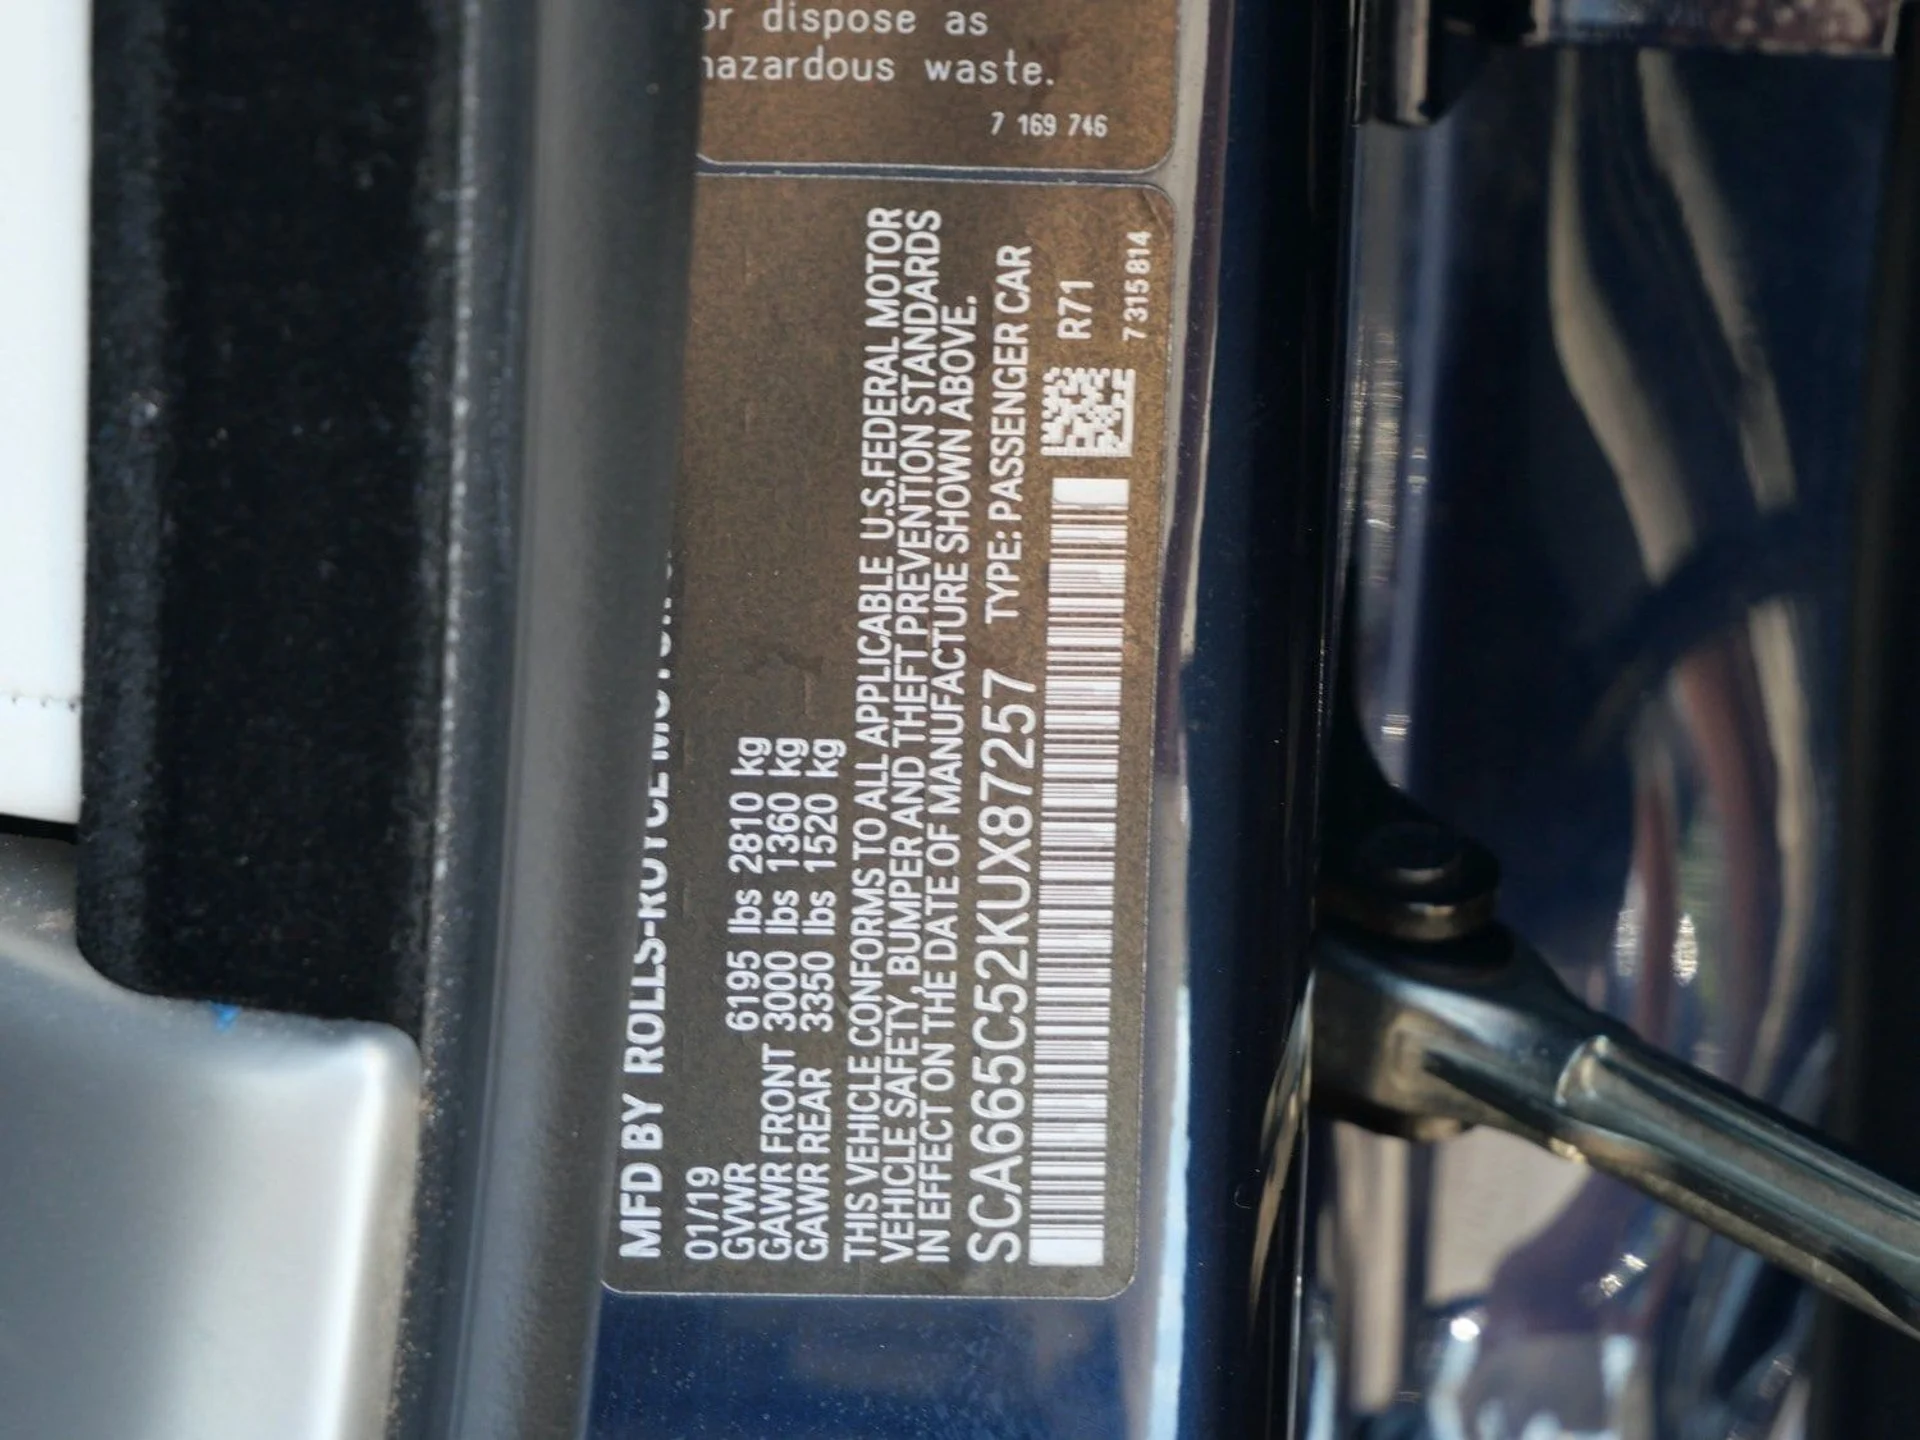 or dispose as
hazardous waste.
7 169 746
MFD BY ROLLS-ROYCE MOTOR
01/19
GVWR 6195 lbs 2810 kg
GAWR FRONT 3000 lbs 1360 kg
GAWR REAR 3350 lbs 1520 kg
THIS VEHICLE CONFORMS TO ALL APPLICABLE U.S.FEDERAL MOTOR
VEHICLE SAFETY, BUMPER AND THEFT PREVENTION STANDARDS
IN EFFECT ON THE DATE OF MANUFACTURE SHOWN ABOVE.
SCA665C52KUX87257 TYPE: PASSENGER CAR
R71
7315814